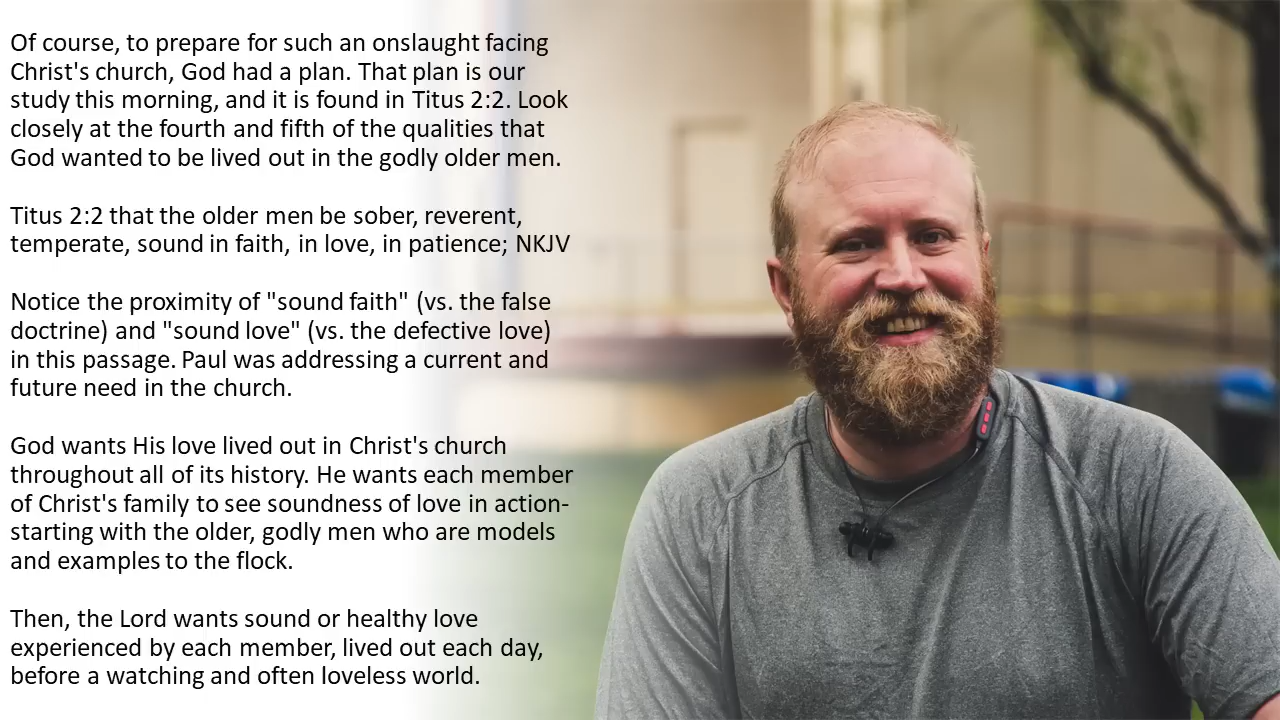 Of course, to prepare for such an onslaught facing
Christ's church, God had a plan. That plan is our
study this morning, and it is found in Titus 2:2. Look
closely at the fourth and fifth of the qualities that
God wanted to be lived out in the godly older men.
Titus 2:2 that the older men be sober, reverent,
temperate, sound in faith, in love, in patience; NKJV
Notice the proximity of "sound faith" (vs. the false
doctrine) and "sound love" (vs. the defective love)
in this passage. Paul was addressing a current and
future need in the church.
God wants His love lived out in Christ's church
throughout all of its history. He wants each member
of Christ's family to see soundness of love in action-
starting with the older, godly men who are models
and examples to the flock.
Then, the Lord wants sound or healthy love
experienced by each member, lived out each day,
before a watching and often loveless world.